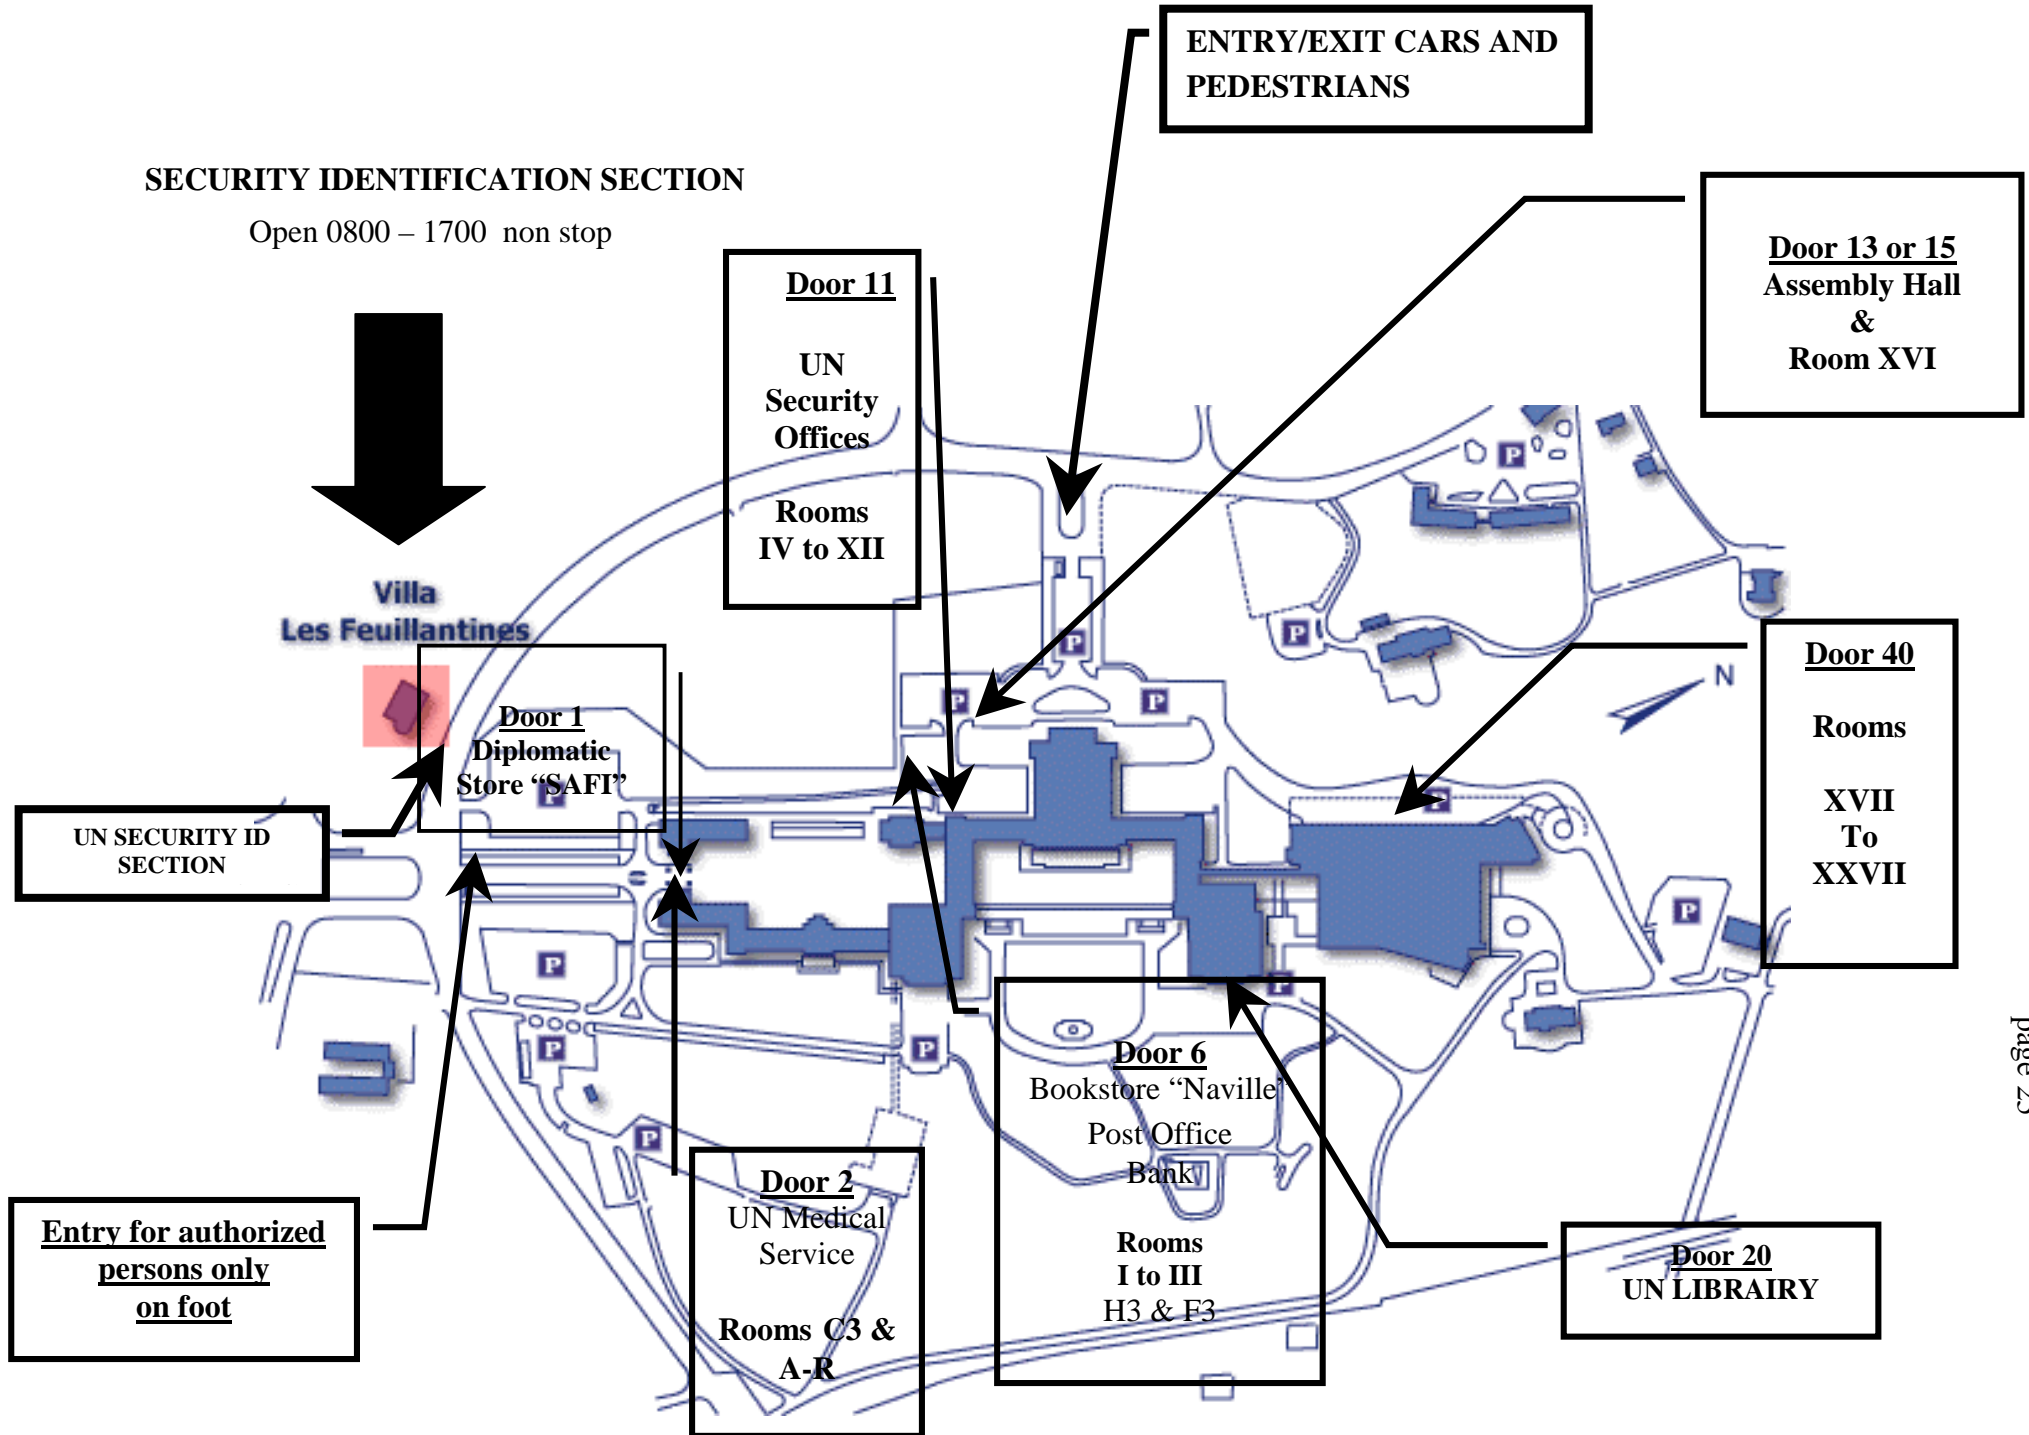 ENTRY/EXIT CARS AND
PEDESTRIANS
SECURITY IDENTIFICATION SECTION
Open 0800 – 1700 non stop
Door 11
UN
Security
Offices
Rooms
IV to XII
Door 13 or 15
Assembly Hall
&
Room XVI
Villa
Les Feuillantines
Door 1
Diplomatic
Store “SAFI”
UN SECURITY ID
SECTION
Door 40
Rooms
XVII
To
XXVII
N
P
P
P
P
P
P
P
P
P
P
P
P
P
Door 6
Bookstore “Naville”
Post Office
Bank
Rooms
I to III
H3 & F3
Door 2
UN Medical
Service
Rooms C3 &
A-R
Entry for authorized
persons only
on foot
Door 20
UN LIBRAIRY